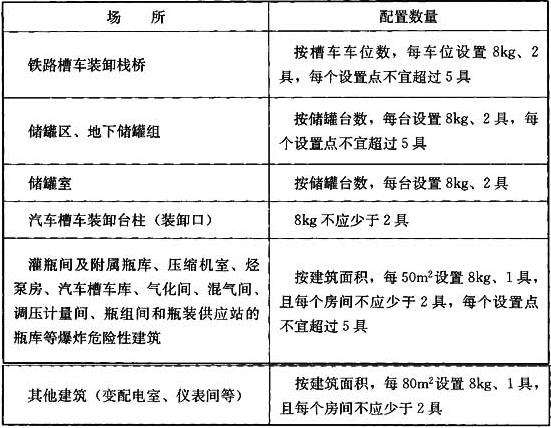 场 所
配置数量
铁路槽车装卸栈桥
按槽车车位数，每车位设置 8kg、2
具，每个设置点不宜超过 5 具
储罐区、地下储罐组
按储罐台数，每台设置 8kg、2 具，每
个设置点不宜超过 5 具
储罐室
按储罐台数，每台设置 8kg、2 具
汽车槽车装卸台柱（装卸口）
8kg 不应少于 2 具
灌瓶间及附属瓶库、压缩机室、烃
泵房、汽车槽车库、气化间、混气间、
调压计量间、瓶组间和瓶装供应站的
瓶库等爆炸危险性建筑
按建筑面积，每 50m²设置 8kg、1 具，
且每个房间不应少于 2 具，每个设置点
不宜超过 5 具
其他建筑（变配电室、仪表间等）
按建筑面积，每 80m²设置 8kg、1 具，
且每个房间不应少于 2 具